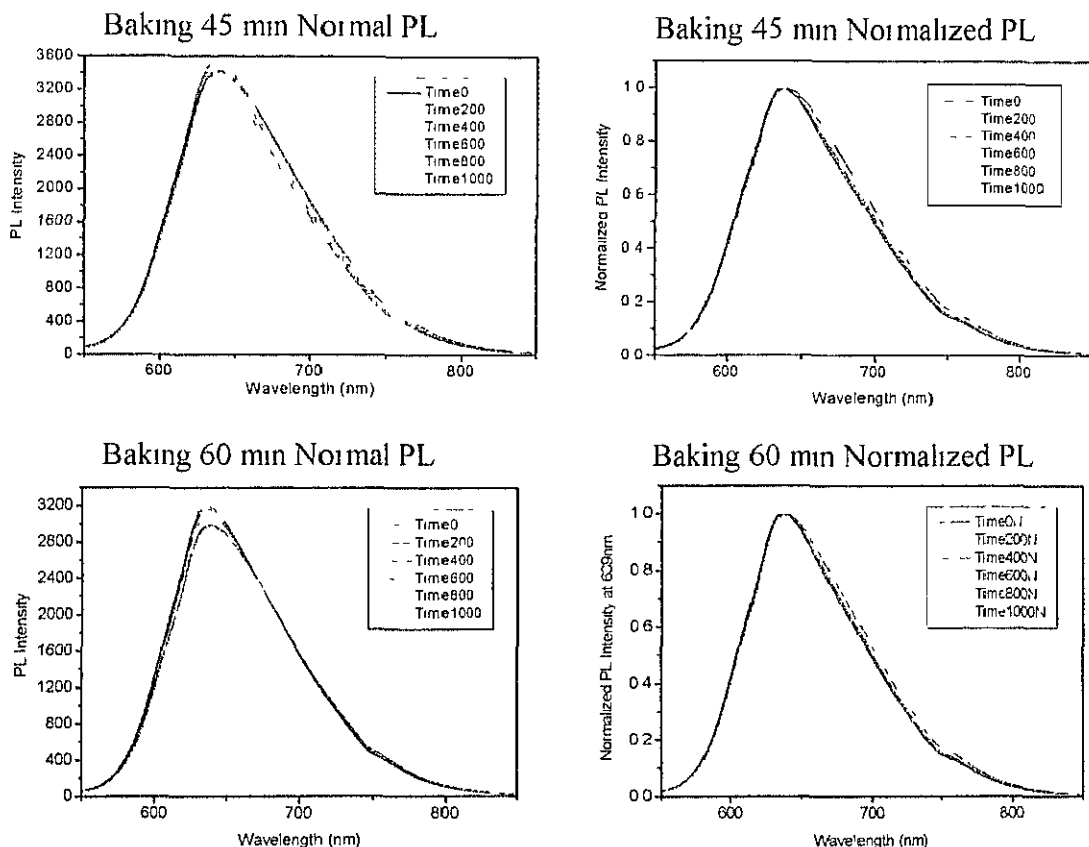 Baking 45 min Normal PL
3600
3200
2800
2400
2000
1600
1200
800
400
0
PL Intensity
Time0
Time200
Time400
Time600
Time800
Time1000
600
700
800
Wavelength (nm)
Baking 45 min Normalized PL
1.0
0.8
0.6
0.4
0.2
0.0
Normalized PL Intensity
Time0
Time200
Time400
Time600
Time800
Time1000
600
700
800
Wavelength (nm)
Baking 60 min Normal PL
3200
2800
2400
2000
1600
1200
800
400
0
PL Intensity
Time0
Time200
Time400
Time600
Time800
Time1000
600
700
800
Wavelength (nm)
Baking 60 min Normalized PL
1.0
0.8
0.6
0.4
0.2
0.0
Normalized PL Intensity at 639nm
Time0N
Time200N
Time400N
Time600N
Time800N
Time1000N
600
700
800
Wavelength (nm)